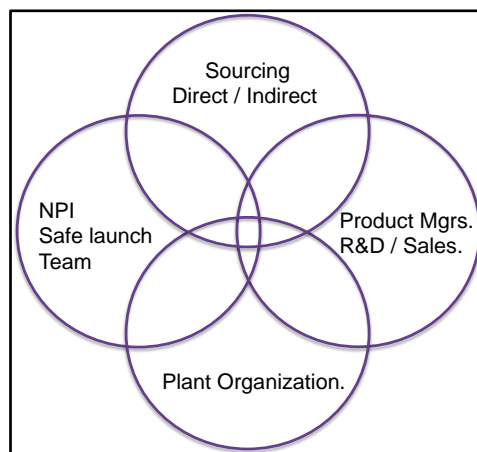 Sourcing
Direct / Indirect
NPI
Safe launch
Team
Product Mgrs.
R&D / Sales.
Plant Organization.